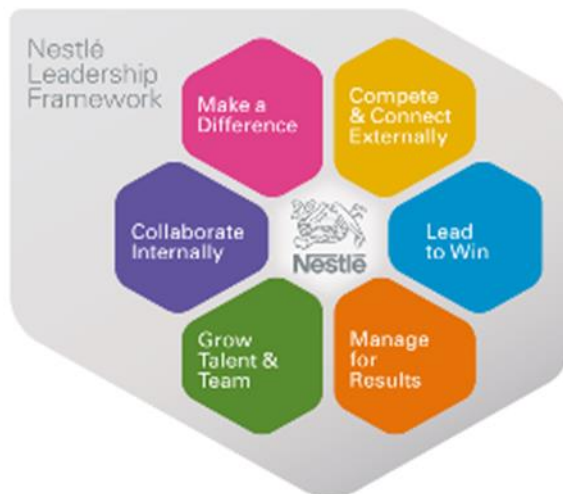 Nestlé
Leadership
Framework
Make a
Difference
Compete
& Connect
Externally
Collaborate
Internally
Nestlé
Lead
to Win
Grow
Talent &
Team
Manage
for
Results